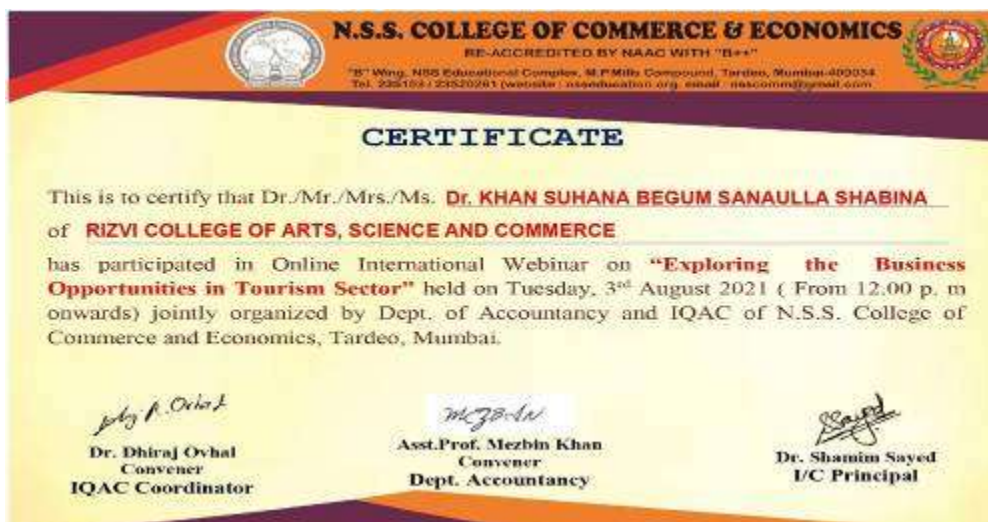 N.S.S. COLLEGE OF COMMERCE & ECONOMICS
RE-ACCREDITED BY NAAC WITH "B++"
"B" Wing, NSS Educational Complex, M.P.Mills Compound, Tardeo, Mumbai-400034
CERTIFICATE
This is to certify that Dr./Mr./Mrs./Ms. Dr. KHAN SUHANA BEGUM SANAULLA SHABINA
of RIZVI COLLEGE OF ARTS, SCIENCE AND COMMERCE
has participated in Online International Webinar on “Exploring the Business
Opportunities in Tourism Sector” held on Tuesday, 3rd August 2021 ( From 12.00 p. m
onwards) jointly organized by Dept. of Accountancy and IQAC of N.S.S. College of
Commerce and Economics, Tardeo, Mumbai.
Dr. Dhiraj Ovhal
Convener
IQAC Coordinator
MEZBAN
Asst.Prof. Mezbin Khan
Convener
Dept. Accountancy
SSayed
Dr. Shamim Sayed
I/C Principal